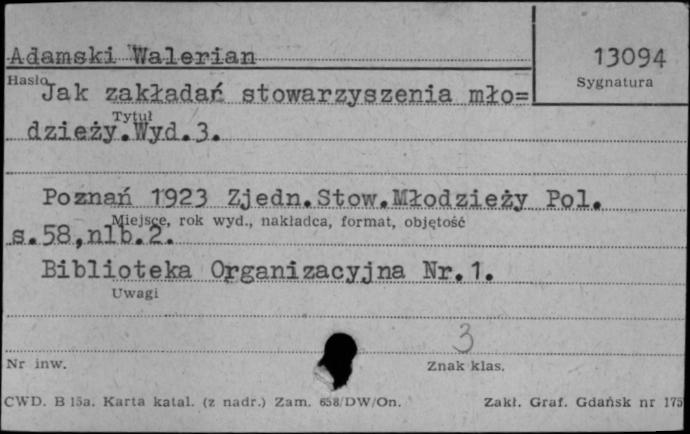 Adamski Walerian
13094
Hasło
Sygnatura
Jak zakładań stowarzyszenia mło=
Tytuł
dzieży.Wyd.3.
Poznań 1923 Zjedn.Stow.Młodzieży Pol.
Miejsce, rok wyd., nakładca, format, objętość
s.58,nlb.2.
Biblioteka Organizacyjna Nr.1.
Uwagi
3
Nr inw.
Znak klas.
CWD. B 15a. Karta katal. (z nadr.) Zam. 658/DW/On.
Zakł. Graf. Gdańsk nr 175